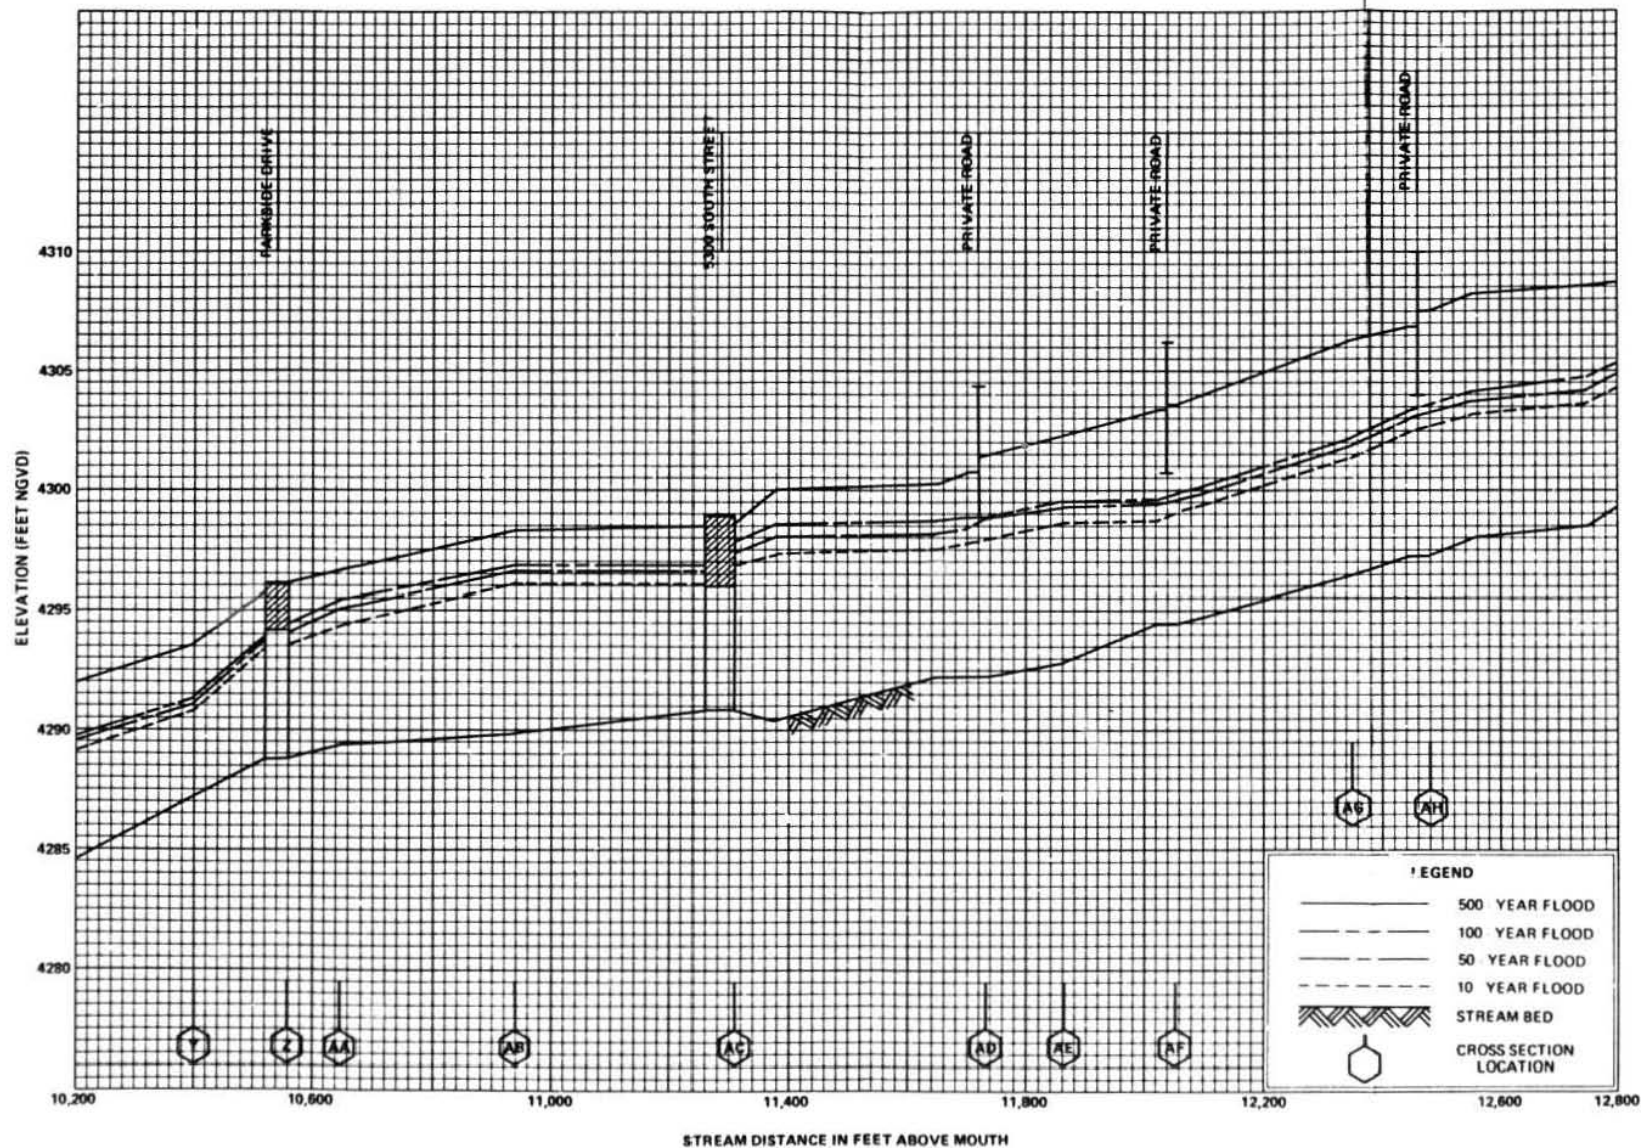 PARKSIDE DRIVE
5300 SOUTH STREET
PRIVATE ROAD
PRIVATE ROAD
PRIVATE ROAD
4310
4305
4300
4295
4290
4285
4280
ELEVATION (FEET NGVD)
AG
AH
Y
Z
AA
AB
AC
AD
AE
AF
LEGEND
500 YEAR FLOOD
100 YEAR FLOOD
50 YEAR FLOOD
10 YEAR FLOOD
STREAM BED
CROSS SECTION
LOCATION
10,200
10,600
11,000
11,400
11,800
12,200
12,600
12,800
STREAM DISTANCE IN FEET ABOVE MOUTH